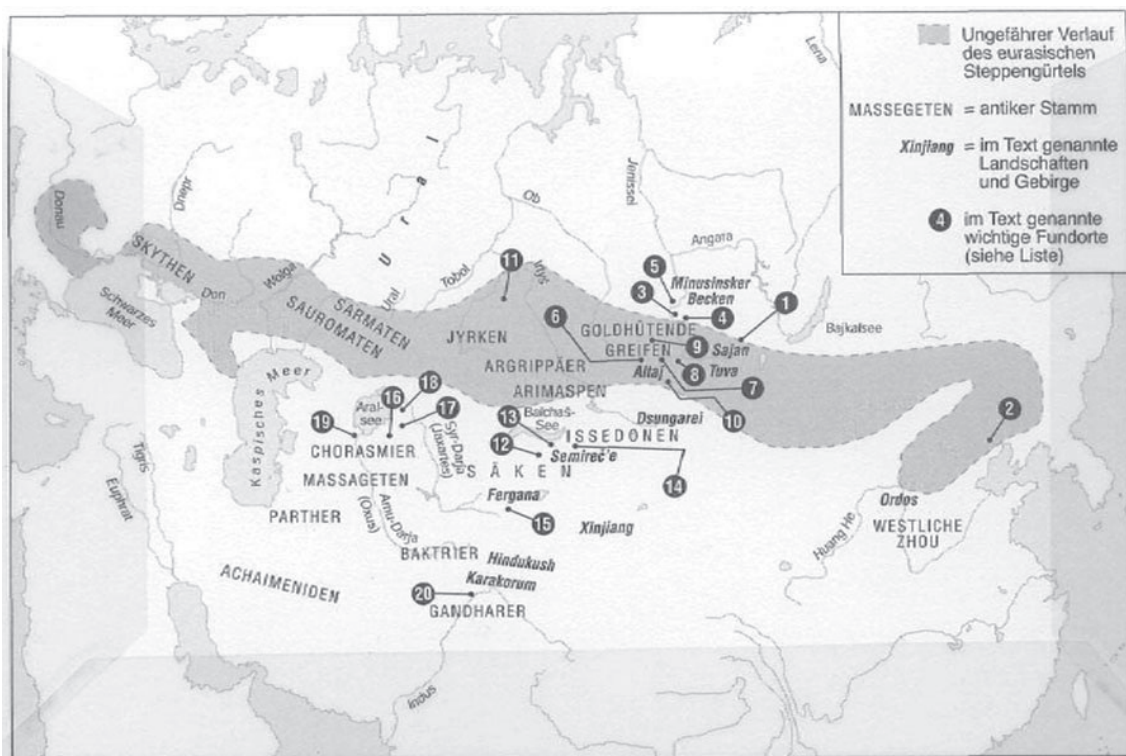 Ungefährer Verlauf
des eurasischen
Steppengürtels
MASSEGETEN = antiker Stamm
Xinjiang = im Text genannte
Landschaften
und Gebirge
4 im Text genannte
wichtige Fundorte
(siehe Liste)
Lena
Jenissei
Ob
Ural
Dnepr
Donau
Angara
Tobol
Irtyš
11
5
Minusinsker
Becken
3
4
1
Bajkalsee
SKYTHEN
Wolga
Don
Ural
SARMATEN
SAUROMATEN
Schwarzes
Meer
JYRKEN
6
GOLDHÜTENDE
GREIFEN
9
Sajan
Altaj
8
Tuva
7
ARGRIPPÄER
ARIMASPEN
10
2
Kaspisches Meer
Aral-
see
16
18
17
19
13
Balchaš-
See
Dsungarei
ISSEDONEN
12
Semireč'e
CHORASMIER
Syr-Darja
(Jaxartes)
SÄKEN
14
MASSAGETEN
Fergana
15
Xinjiang
Ordos
WESTLICHE
ZHOU
Huang He
Tigris
Euphrat
PARTHER
Amu-Darja
(Oxus)
BAKTRIER
Hindukush
Karakorum
ACHAIMENIDEN
20
GANDHARER
Indus